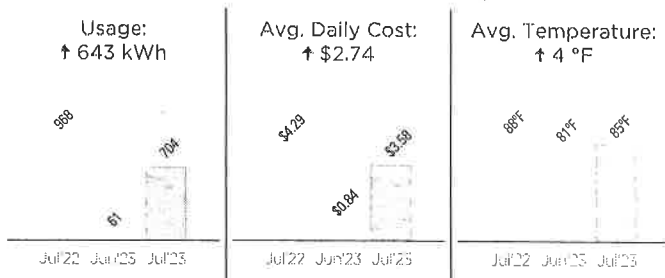 Usage:
↑ 643 kWh
968
61
704
Jul'22 Jun'23 Jul'23
Avg. Daily Cost:
↑ $2.74
$4.29
$0.84
$3.58
Jul'22 Jun'23 Jul'23
Avg. Temperature:
↑ 4 °F
88°F
81°F
85°F
Jul'22 Jun'23 Jul'23